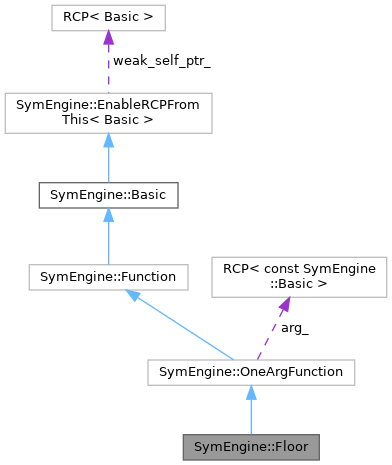 RCP< Basic >
weak_self_ptr_
SymEngine::EnableRCPFrom
This< Basic >
SymEngine::Basic
SymEngine::Function
RCP< const SymEngine
::Basic >
arg_
SymEngine::OneArgFunction
SymEngine::Floor